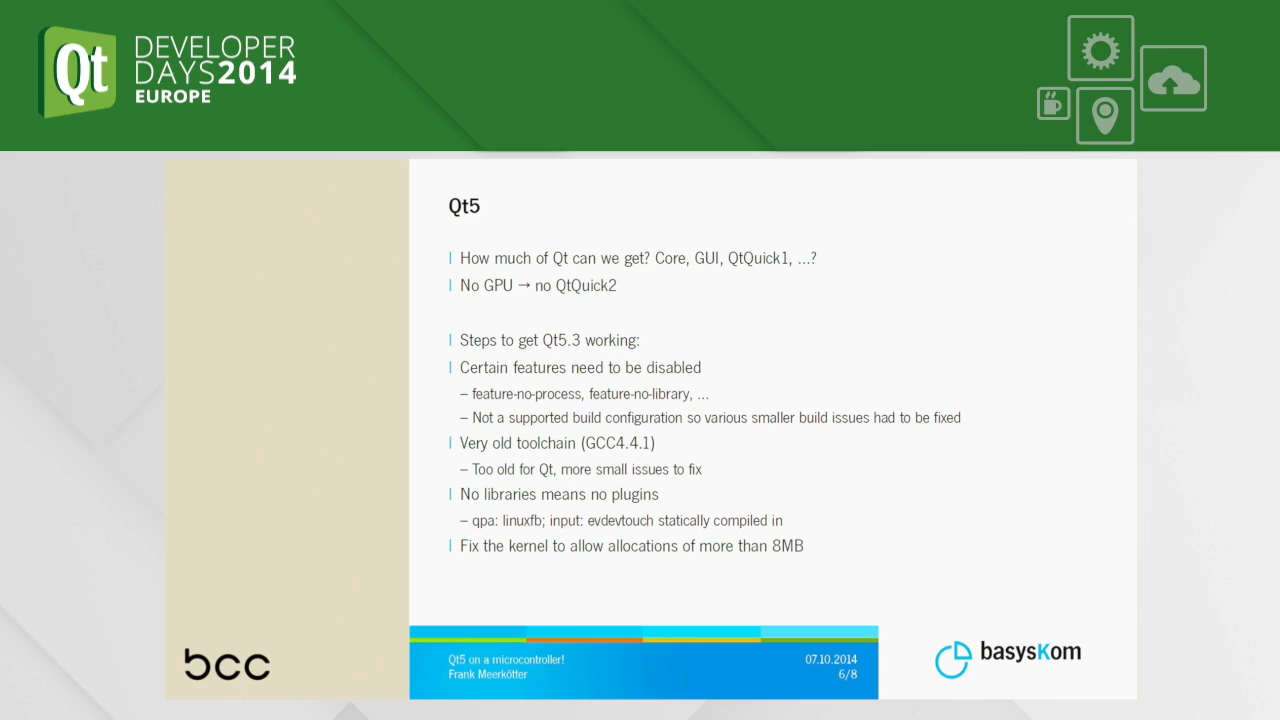 Qt DEVELOPER
DAYS2014
EUROPE
Qt5
How much of Qt can we get? Core, GUI, QtQuick1, ...?
No GPU → no QtQuick2
Steps to get Qt5.3 working:
Certain features need to be disabled
– feature-no-process, feature-no-library, ...
– Not a supported build configuration so various smaller build issues had to be fixed
Very old toolchain (GCC4.4.1)
– Too old for Qt, more small issues to fix
No libraries means no plugins
– qpa: linuxfb; input: evdevtouch statically compiled in
Fix the kernel to allow allocations of more than 8MB
bcc
Qt5 on a microcontroller! 07.10.2014
Frank Meerkötter 6/8
basysKom